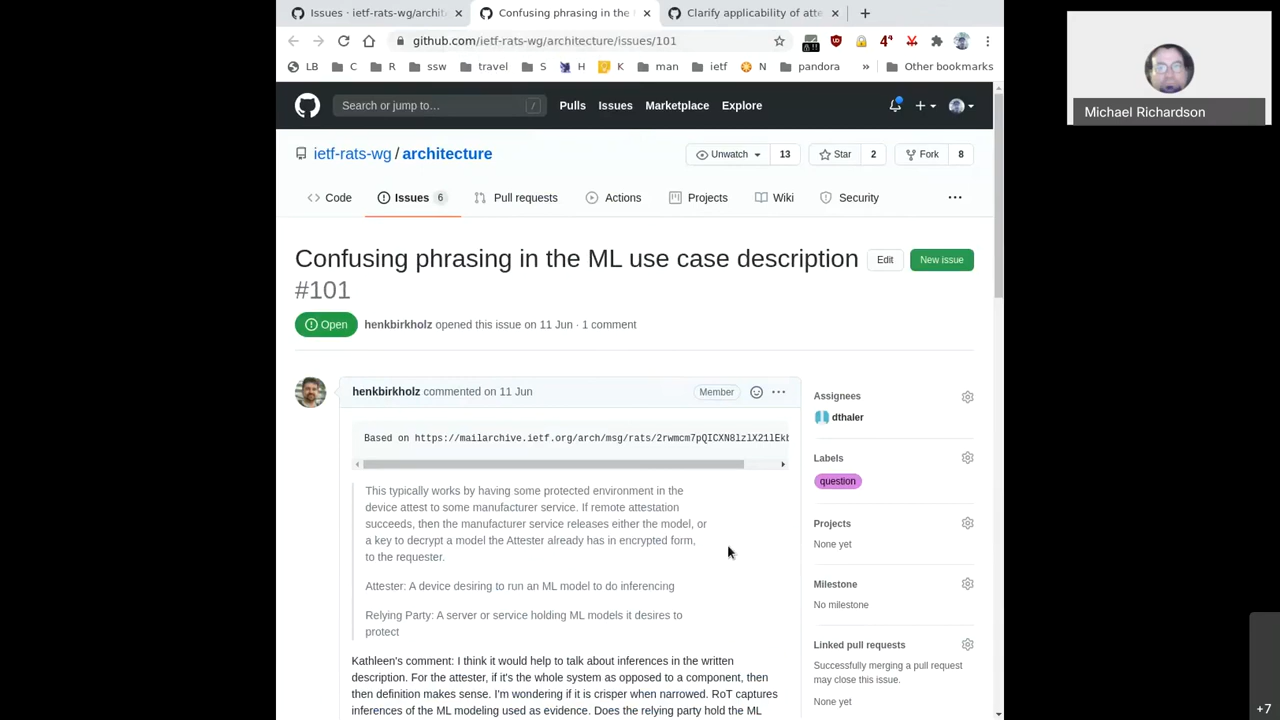 Issues · ietf-rats-wg/archit
Confusing phrasing in the
Clarify applicability of atte
github.com/ietf-rats-wg/architecture/issues/101
LB C R ssw travel S H K man ietf N pandora » Other bookmarks
Search or jump to… /
Pulls Issues Marketplace Explore
ietf-rats-wg / architecture
Unwatch 13 Star 2 Fork 8
Code Issues 6 Pull requests Actions Projects Wiki Security
Confusing phrasing in the ML use case description
#101
Edit New issue
Open henkbirkholz opened this issue on 11 Jun · 1 comment
henkbirkholz commented on 11 Jun Member
Based on https://mailarchive.ietf.org/arch/msg/rats/2rwmcm7pQICXN8lzlX21lEkb
This typically works by having some protected environment in the
device attest to some manufacturer service. If remote attestation
succeeds, then the manufacturer service releases either the model, or
a key to decrypt a model the Attester already has in encrypted form,
to the requester.
Attester: A device desiring to run an ML model to do inferencing
Relying Party: A server or service holding ML models it desires to
protect
Kathleen's comment: I think it would help to talk about inferences in the written
description. For the attester, if it's the whole system as opposed to a component, then
then definition makes sense. I'm wondering if it is crisper when narrowed. RoT captures
inferences of the ML modeling used as evidence. Does the relying party hold the ML
Assignees
dthaler
Labels
question
Projects
None yet
Milestone
No milestone
Linked pull requests
Successfully merging a pull request
may close this issue.
None yet
Michael Richardson
+7